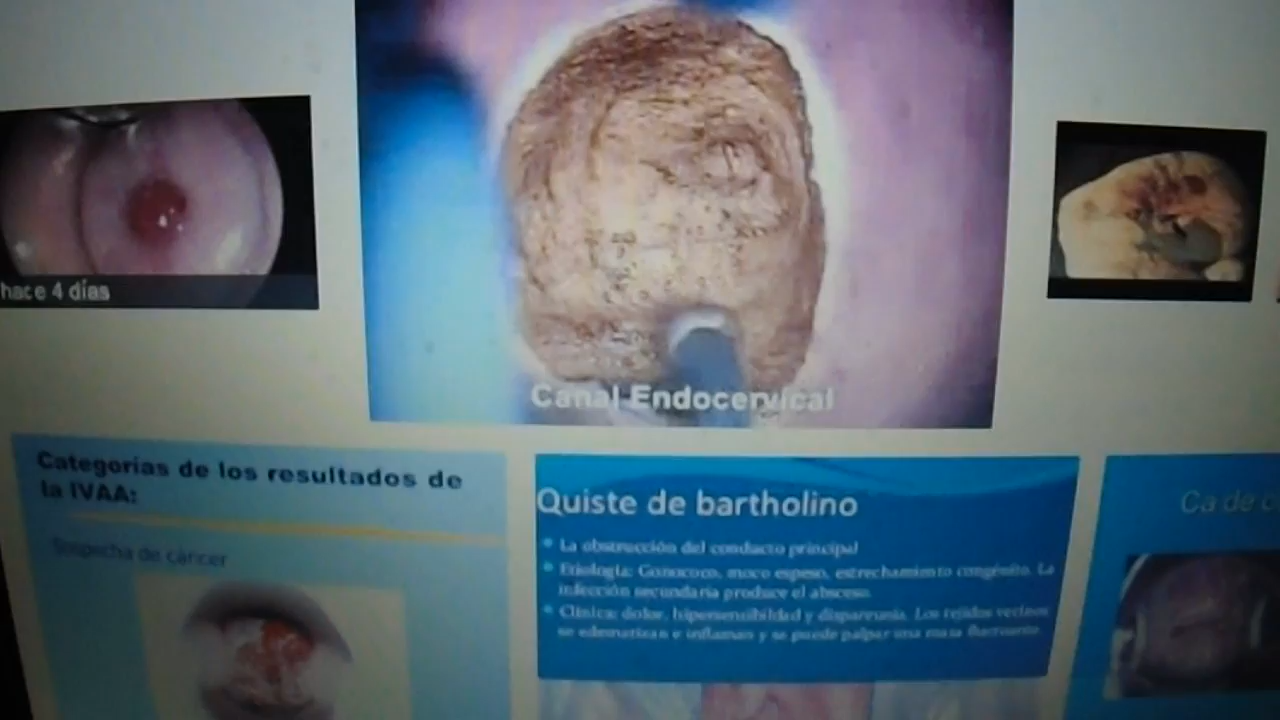 hace 4 días
Canal Endocervical
Categorías de los resultados de
la IVAA:
Sospecha de cáncer
Quiste de bartholino
La obstrucción del conducto principal
Etiología: Gonococo, moco espeso, estrechamiento congénito. La
infección secundaria produce el absceso.
Clínica: dolor, hipersensibilidad y dispareunia. Los tejidos vecinos
se edematizan e inflaman y se puede palpar una masa fluctuante
Ca de c